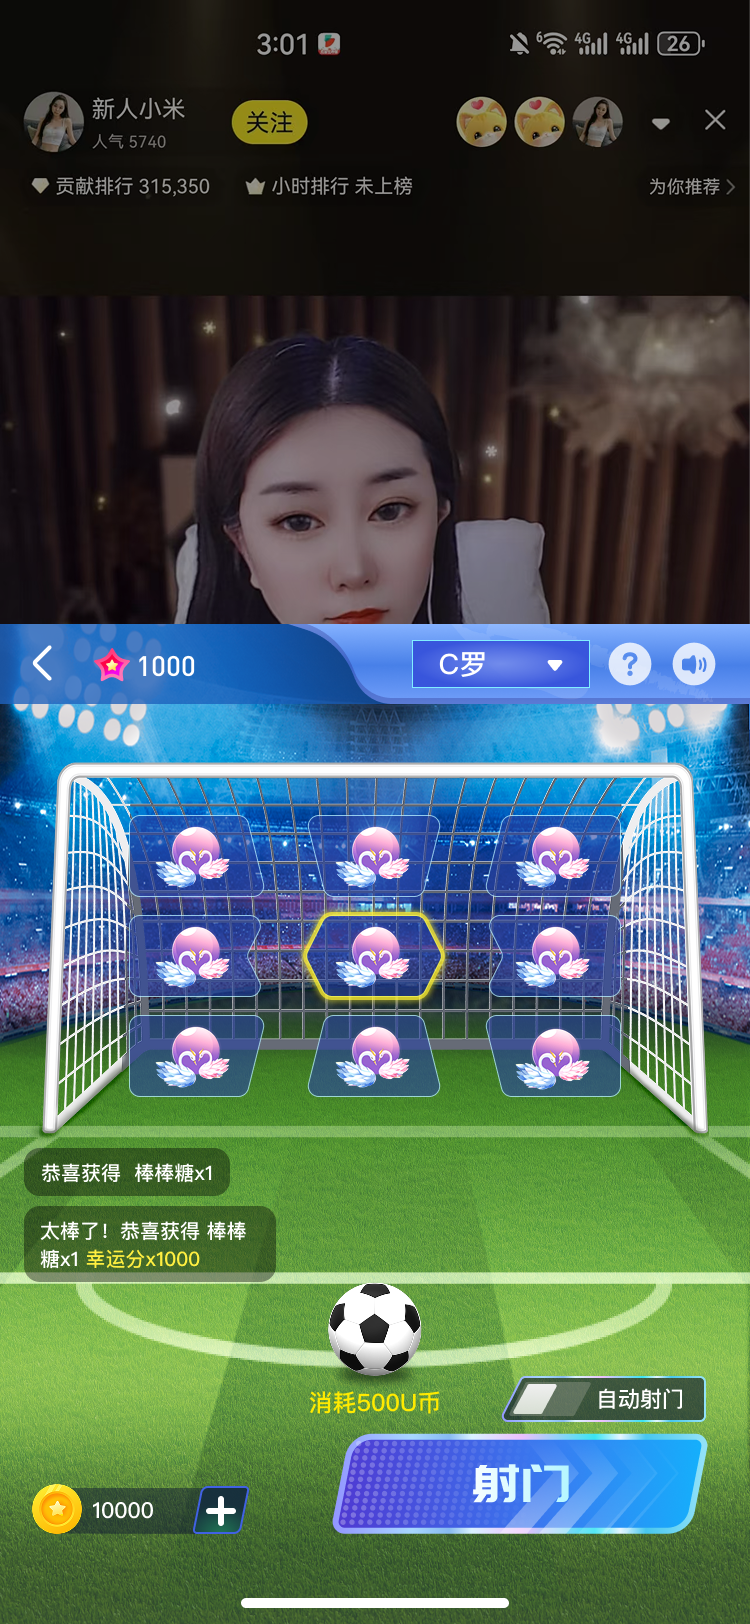 3:01
6
4G
4G
26
新人小米
人气 5740
关注
贡献排行 315,350
小时排行 未上榜
为你推荐
1000
C罗
?
恭喜获得 棒棒糖x1
太棒了! 恭喜获得 棒棒
糖x1 幸运分x1000
消耗500U币
自动射门
射门
10000